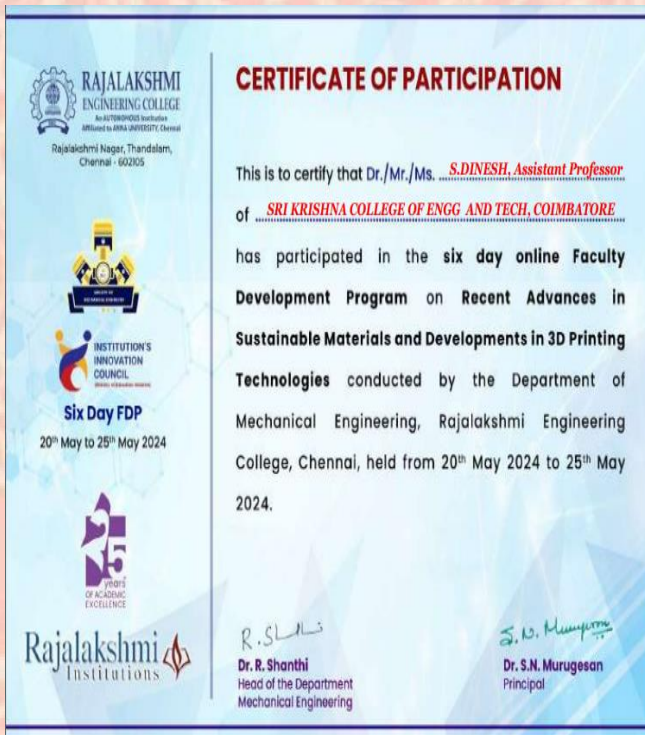 RAJALAKSHMI
ENGINEERING COLLEGE
An AUTONOMOUS Institution
Affiliated to ANNA UNIVERSITY, Chennai
Rajalakshmi Nagar, Thandalam,
Chennai - 602105
INSTITUTION'S
INNOVATION
COUNCIL
Six Day FDP
20th May to 25th May 2024
25
years
OF ACADEMIC
EXCELLENCE
Rajalakshmi
Institutions
CERTIFICATE OF PARTICIPATION
This is to certify that Dr./Mr./Ms. S.DINESH, Assistant Professor
of SRI KRISHNA COLLEGE OF ENGG AND TECH, COIMBATORE
has participated in the six day online Faculty
Development Program on Recent Advances in
Sustainable Materials and Developments in 3D Printing
Technologies conducted by the Department of
Mechanical Engineering, Rajalakshmi Engineering
College, Chennai, held from 20th May 2024 to 25th May
2024.
Dr. R. Shanthi
Head of the Department
Mechanical Engineering
S.N. Murugesan
Dr. S.N. Murugesan
Principal